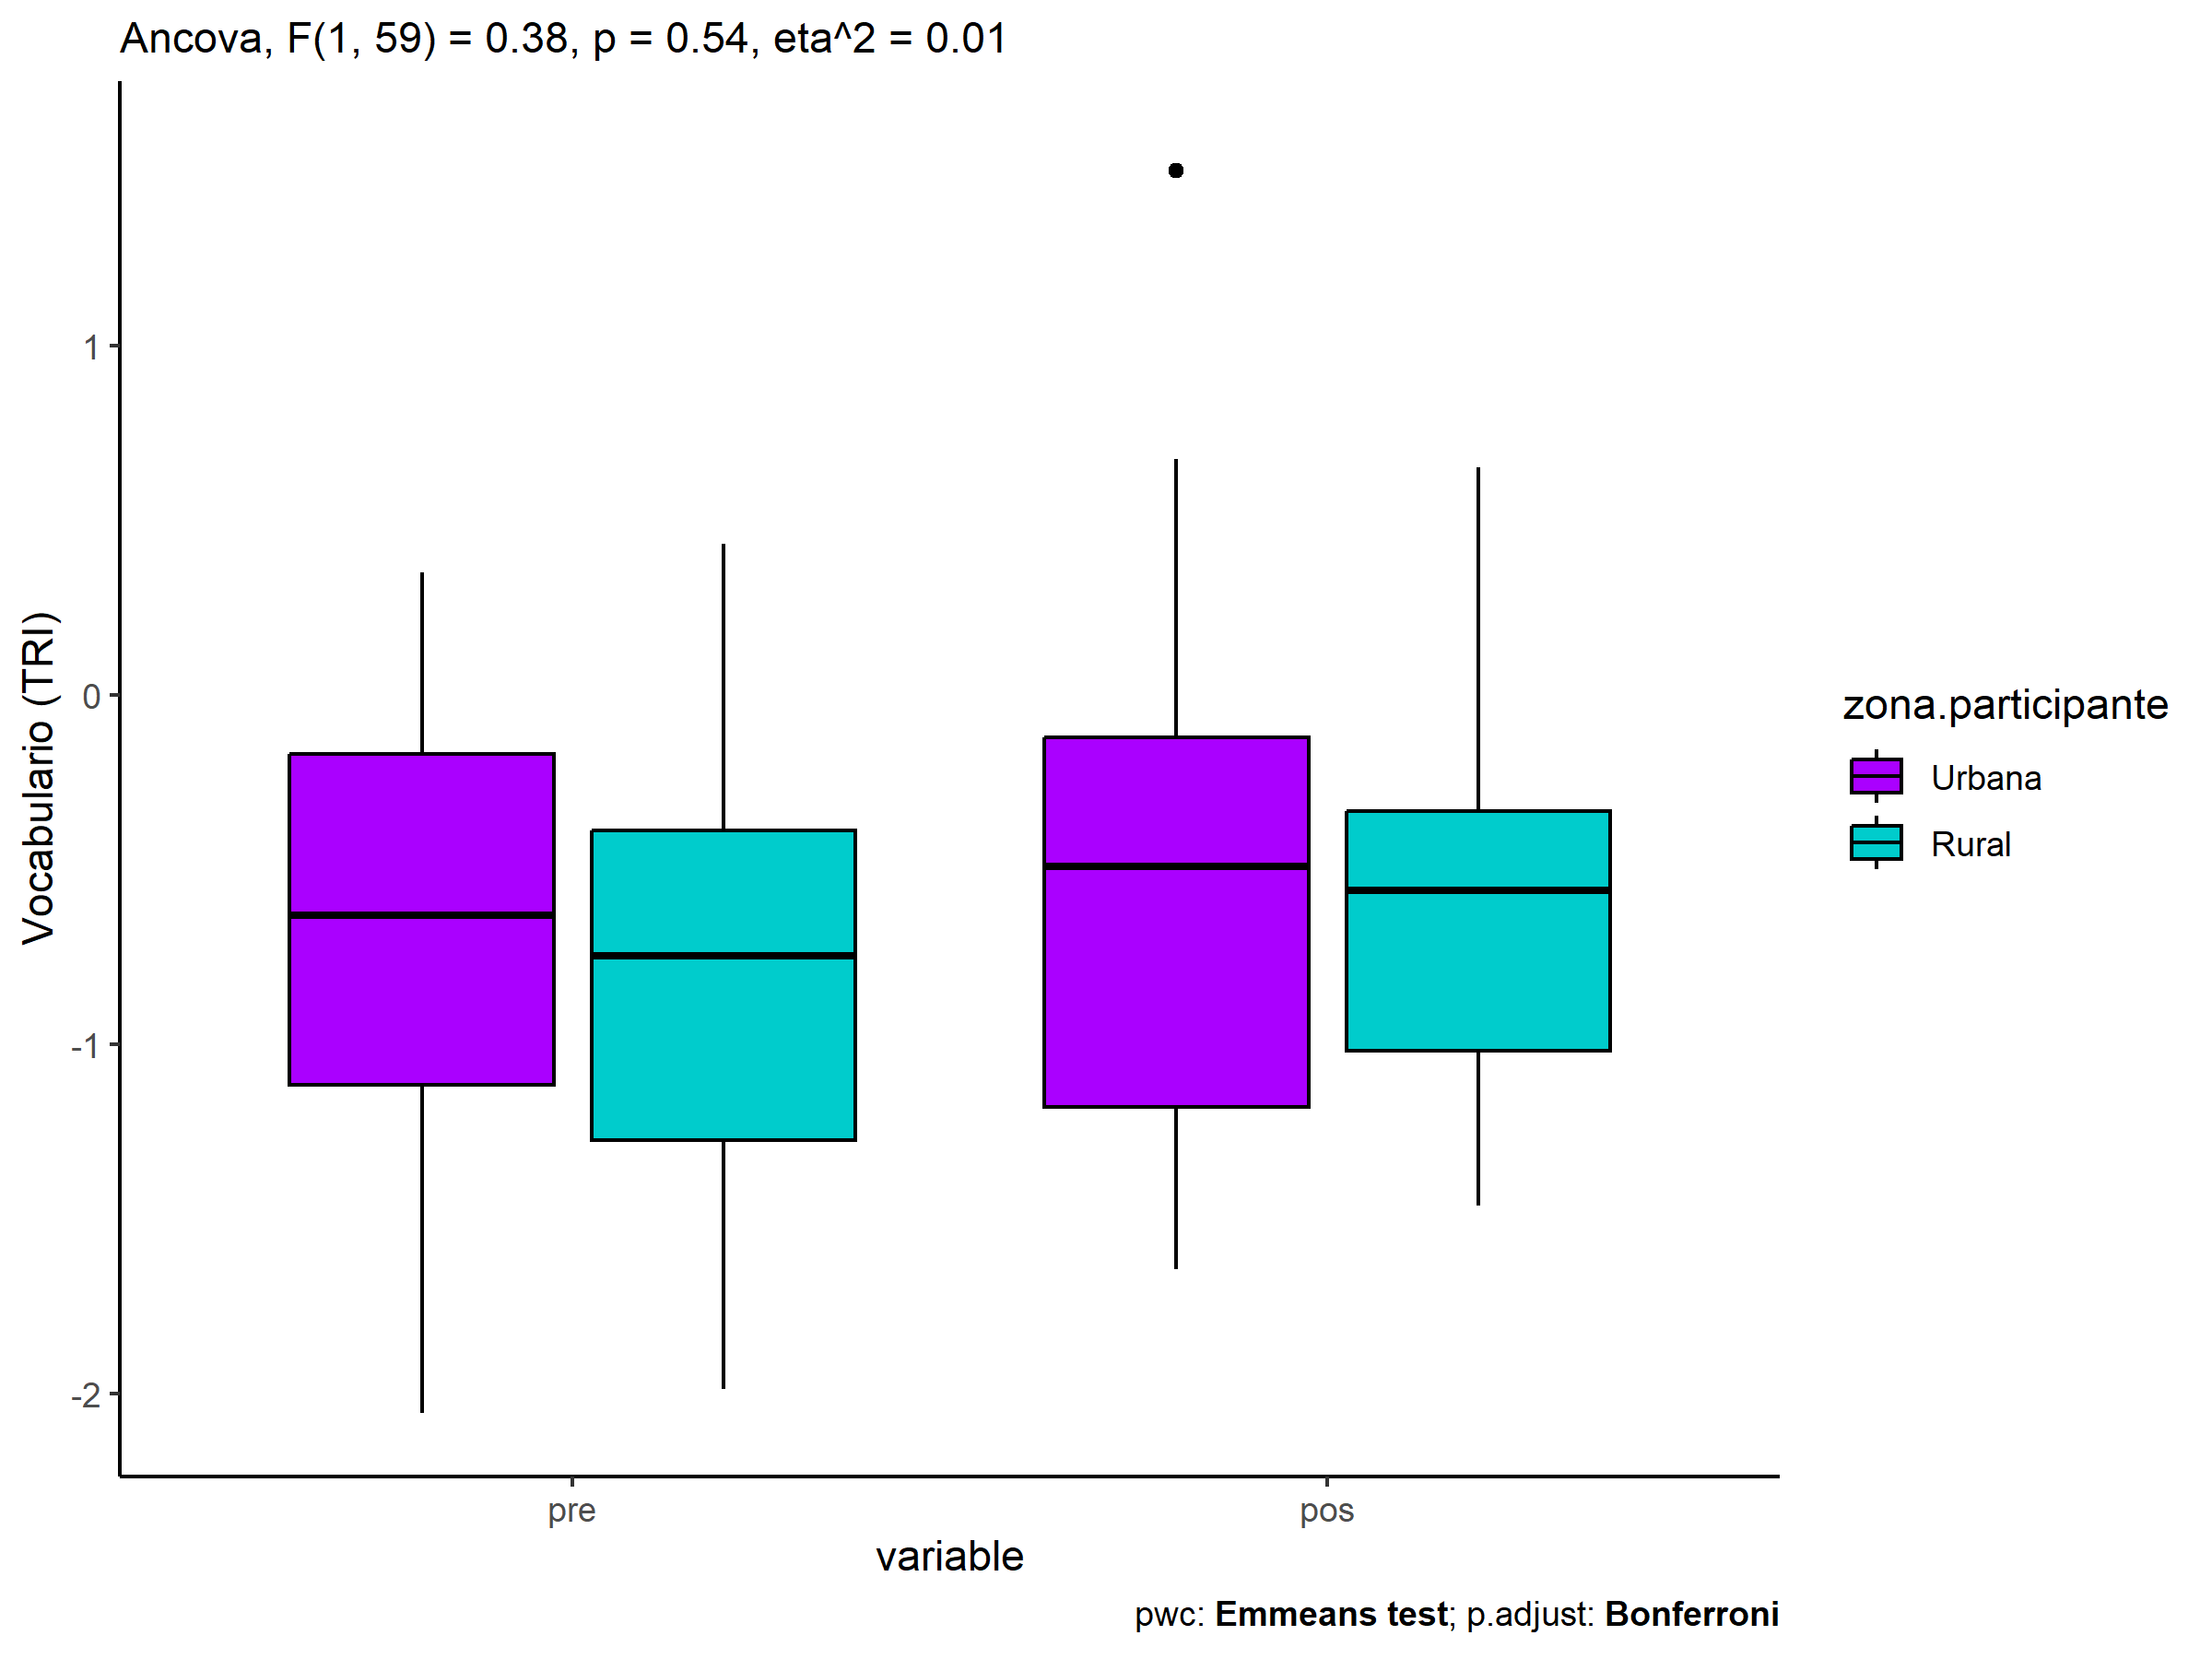 Ancova, F(1, 59) = 0.38, p = 0.54, eta^2 = 0.01
Vocabulario (TRI)
1
0
-1
-2
pre
pos
variable
zona.participante
Urbana
Rural
pwc: Emmeans test; p.adjust: Bonferroni